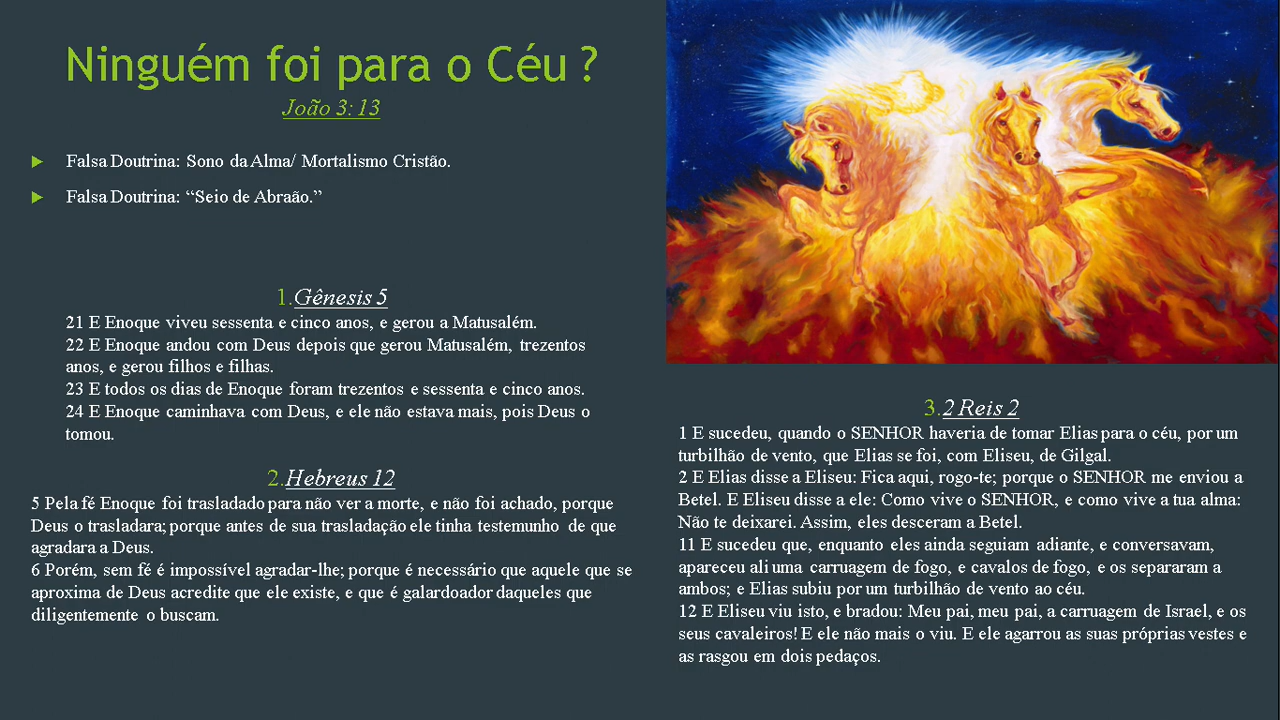 Ninguém foi para o Céu ?
João 3:13
Falsa Doutrina: Sono da Alma/ Mortalismo Cristão.
Falsa Doutrina: “Seio de Abraão.”
1.Gênesis 5
21 E Enoque viveu sessenta e cinco anos, e gerou a Matusalém.
22 E Enoque andou com Deus depois que gerou Matusalém, trezentos
anos, e gerou filhos e filhas.
23 E todos os dias de Enoque foram trezentos e sessenta e cinco anos.
24 E Enoque caminhava com Deus, e ele não estava mais, pois Deus o
tomou.
2.Hebreus 12
5 Pela fé Enoque foi trasladado para não ver a morte, e não foi achado, porque
Deus o trasladara; porque antes de sua trasladação ele tinha testemunho de que
agradara a Deus.
6 Porém, sem fé é impossível agradar-lhe; porque é necessário que aquele que se
aproxima de Deus acredite que ele existe, e que é galardoador daqueles que
diligentemente o buscam.
3.2 Reis 2
1 E sucedeu, quando o SENHOR haveria de tomar Elias para o céu, por um
turbilhão de vento, que Elias se foi, com Eliseu, de Gilgal.
2 E Elias disse a Eliseu: Fica aqui, rogo-te; porque o SENHOR me enviou a
Betel. E Eliseu disse a ele: Como vive o SENHOR, e como vive a tua alma:
Não te deixarei. Assim, eles desceram a Betel.
11 E sucedeu que, enquanto eles ainda seguiam adiante, e conversavam,
apareceu ali uma carruagem de fogo, e cavalos de fogo, e os separaram a
ambos; e Elias subiu por um turbilhão de vento ao céu.
12 E Eliseu viu isto, e bradou: Meu pai, meu pai, a carruagem de Israel, e os
seus cavaleiros! E ele não mais o viu. E ele agarrou as suas próprias vestes e
as rasgou em dois pedaços.